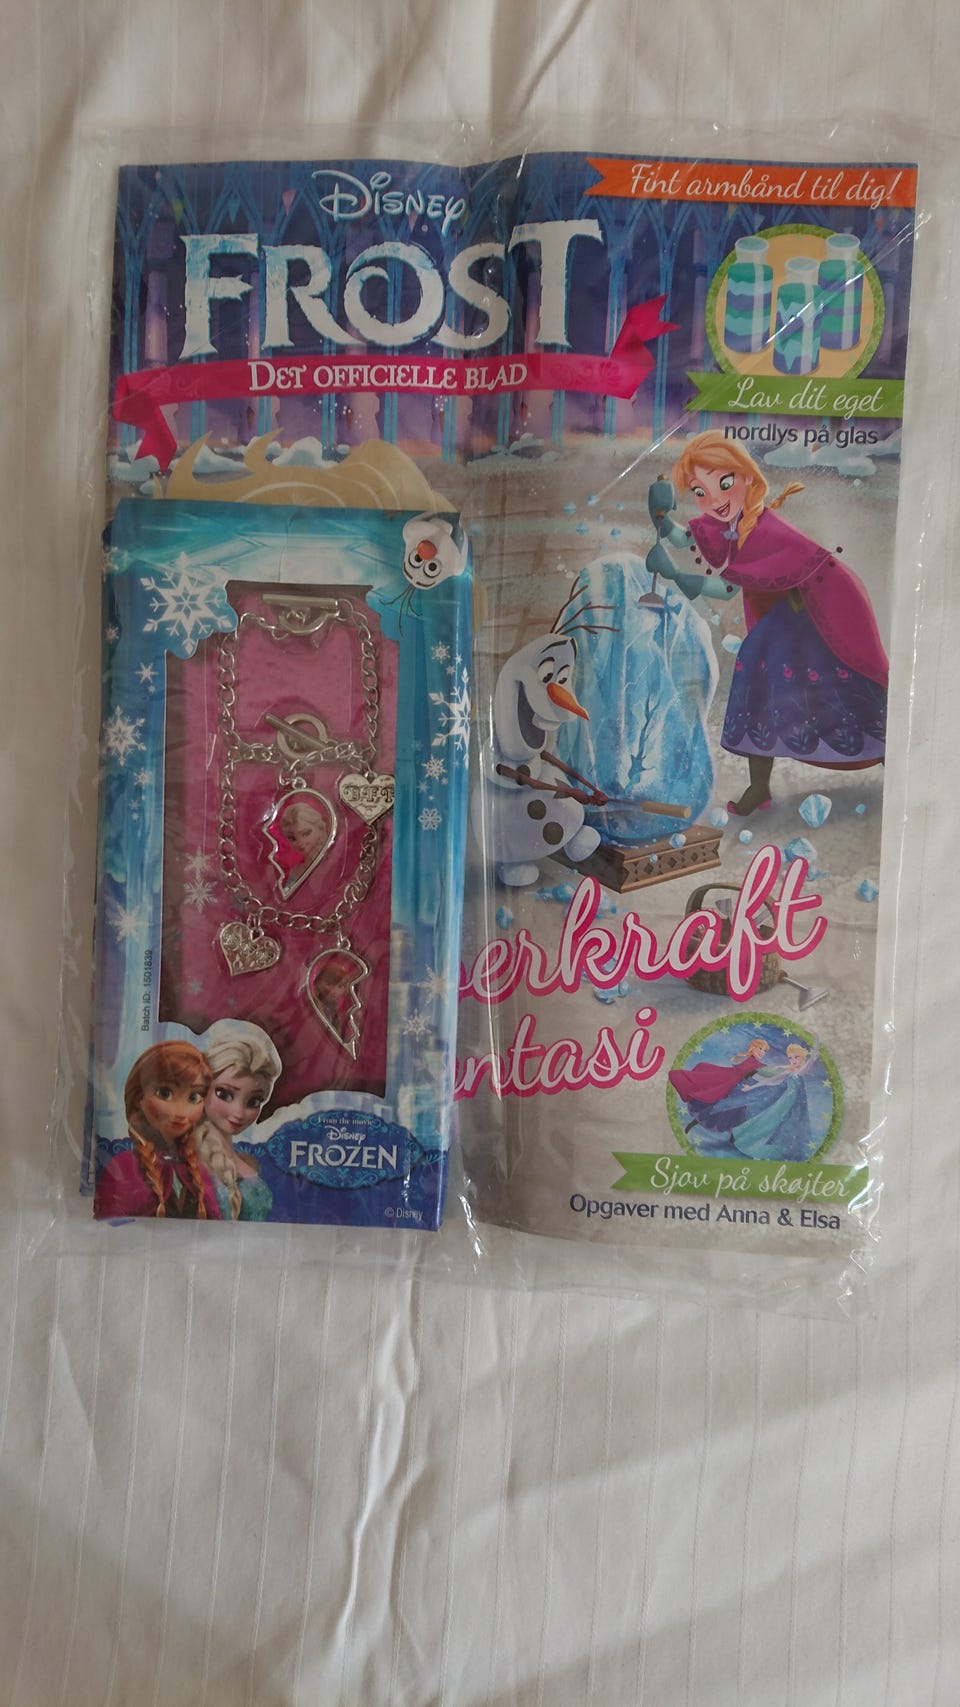 Fint armbånd til dig!
Disney
FROST
DET OFFICIELLE BLAD
Lav dit eget
nordlys på glas
BFF
Batch ID: 1501839
erkraft
ntasi
From the movie
Disney
FROZEN
© Disney
Sjov på skøjter
Opgaver med Anna & Elsa